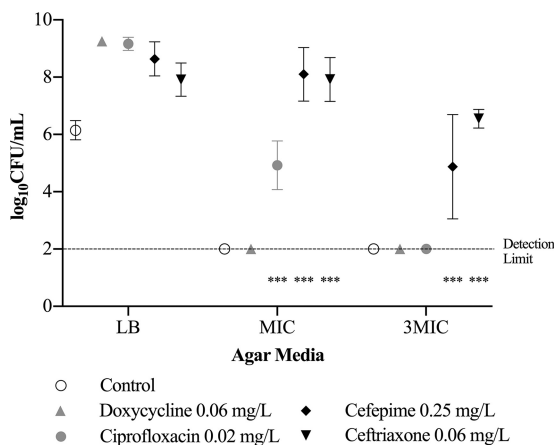 10
8
6
4
2
0
log10CFU/mL
Detection
Limit
*** *** *** *** ***
LB MIC 3MIC
Agar Media
Control
Doxycycline 0.06 mg/L Cefepime 0.25 mg/L
Ciprofloxacin 0.02 mg/L Ceftriaxone 0.06 mg/L